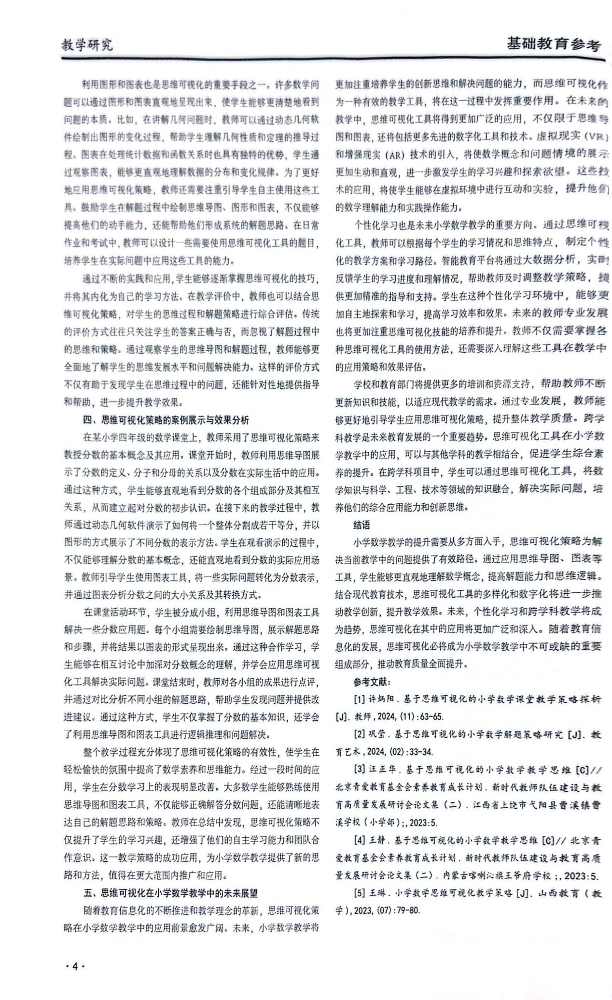 教学研究
基础教育参考
利用图形和图表也是思维可视化的重要手段之一。许多数学问
题可以通过图形和图表直观地呈现出来，使学生能够更清楚地看到
问题的本质。比如，在讲解几何问题时，教师可以通过动态几何软
件绘制出图形的变化过程，帮助学生理解几何性质和定理的推导过
程。图表在处理统计数据和函数关系时也具有独特的优势，学生通
过观察图表，能够更直观地理解数据的分布和变化规律。为了更好
地应用思维可视化策略，教师还需要注重引导学生自主使用这些工
具。鼓励学生在解题过程中绘制思维导图、图形和图表，不仅能够
提高他们的动手能力，还能帮助他们形成系统的解题思路。在日常
作业和考试中，教师可以设计一些需要使用思维可视化工具的题目，
培养学生在实际问题中应用这些工具的能力。
通过不断的实践和应用，学生能够逐渐掌握思维可视化的技巧，
并将其内化为自己的学习方法。在教学评价中，教师也可以结合思
维可视化策略，对学生的思维过程和解题策略进行综合评估。传统
的评价方式往往只关注学生的答案正确与否，而忽视了解题过程中
的思维和策略。通过观察学生的思维导图和解题过程，教师能够更
全面地了解学生的思维发展水平和问题解决能力。这样的评价方式
不仅有助于发现学生在思维过程中的问题，还能针对性地提供指导
和帮助，进一步提升教学效果。
四、思维可视化策略的案例展示与效果分析
在某小学四年级的数学课堂上，教师采用了思维可视化策略来
教授分数的基本概念及其应用。课堂开始时，教师利用思维导图展
示了分数的定义、分子和分母的关系以及分数在实际生活中的应用。
通过这种方式，学生能够直观地看到分数的各个组成部分及其相互
关系，从而建立起对分数的初步认识。在接下来的教学过程中，教
师通过动态几何软件演示了如何将一个整体分割成若干等分，并以
图形的方式展示了不同分数的表示方法。学生在观看演示的过程中，
不仅能够理解分数的基本概念，还能直观地看到分数的实际应用场
景。教师引导学生使用图表工具，将一些实际问题转化为分数表示，
并通过图表分析分数之间的大小关系及其转换方式。
在课堂活动环节，学生被分成小组，利用思维导图和图表工具
解决一些分数应用题。每个小组需要绘制思维导图，展示解题思路
和步骤，并将结果以图表的形式呈现出来。通过这种合作学习，学
生能够在相互讨论中加深对分数概念的理解，并学会应用思维可视
化工具解决实际问题。课堂结束时，教师对各小组的成果进行点评，
并通过对比分析不同小组的解题思路，帮助学生发现问题并提供改
进建议。通过这种方式，学生不仅掌握了分数的基本知识，还学会
了利用思维导图和图表工具进行逻辑推理和问题解决。
整个教学过程充分体现了思维可视化策略的有效性，使学生在
轻松愉快的氛围中提高了数学素养和思维能力。经过一段时间的应
用，学生在分数学习上的表现明显改善。大多数学生能够熟练使用
思维导图和图表工具，不仅能够正确解答分数问题，还能清晰地表
达自己的解题思路和策略。教师在总结中发现，思维可视化策略不
仅提升了学生的学习兴趣，还增强了他们的自主学习能力和团队合
作意识。这一教学策略的成功应用，为小学数学教学提供了新的思
路和方法，值得在更大范围内推广和应用。
五、思维可视化在小学数学教学中的未来展望
随着教育信息化的不断推进和教学理念的革新，思维可视化策
略在小学数学教学中的应用前景愈发广阔。未来，小学数学教学将
更加注重培养学生的创新思维和解决问题的能力，而思维可视化作
为一种有效的教学工具，将在这一过程中发挥重要作用。在未来的
教学中，思维可视化工具将得到更加广泛的应用，不仅限于思维导
图和图表，还将包括更多先进的数字化工具和技术。虚拟现实（VR）
和增强现实（AR）技术的引入，将使数学概念和问题情境的展示
更加生动和直观，进一步激发学生的学习兴趣和探索欲望。这些技
术的应用，将使学生能够在虚拟环境中进行互动和实验，提升他们
的数学理解能力和实践操作能力。
个性化学习也是未来小学数学教学的重要方向。通过思维可视
化工具，教师可以根据每个学生的学习情况和思维特点，制定个性
化的教学方案和学习路径。智能教育平台将通过大数据分析，实时
反馈学生的学习进度和理解情况，帮助教师及时调整教学策略，提
供更加精准的指导和支持。学生在这种个性化学习环境中，能够更
加自主地探索和学习，提高学习效率和效果。未来的教师专业发展
也将更加注重思维可视化技能的培养和提升。教师不仅需要掌握各
种思维可视化工具的使用方法，还需要深入理解这些工具在教学中
的应用策略和效果评估。
学校和教育部门将提供更多的培训和资源支持，帮助教师不断
更新知识和技能，以适应现代教学的需求。通过专业发展，教师能
够更好地引导学生应用思维可视化策略，提升整体教学质量。跨学
科教学是未来教育发展的一个重要趋势。思维可视化工具在小学数
学教学中的应用，可以与其他学科的教学相结合，促进学生综合素
养的提升。在跨学科项目中，学生可以通过思维可视化工具，将数
学知识与科学、工程、技术等领域的知识融合，解决实际问题，培
养他们的综合应用能力和创新思维。
结语
小学数学教学的提升需要从多方面入手，思维可视化策略为解
决当前教学中的问题提供了有效路径。通过应用思维导图、图表等
工具，学生能够更直观地理解数学概念，提高解题能力和思维逻辑。
结合现代教育技术，思维可视化工具的多样化和数字化将进一步推
动教学创新，提升教学效果。未来，个性化学习和跨学科教学将成
为趋势，思维可视化在其中的应用将更加广泛和深入。随着教育信
息化的发展，思维可视化必将成为小学数学教学中不可或缺的重要
组成部分，推动教育质量全面提升。
参考文献：
[1] 许炳阳．基于思维可视化的小学数学课堂教学策略探析
[J]. 教师,2024,(11):63-65.
[2] 巩莹．基于思维可视化的小学数学解题策略研究 [J]. 教
育艺术,2024,(02):33-34.
[3] 汪正华．基于思维可视化的小学数学教学思维 [C]//
北京青爱教育基金会素养教育成长计划．新时代教师队伍建设与教
育高质量发展研讨会论文集（二）．江西省上饶市弋阳县曹溪镇曹
溪学校（小学部）;,2023:5.
[4] 王静．基于思维可视化的小学数学教学思维 [C]// 北京青
爱教育基金会素养教育成长计划．新时代教师队伍建设与教育高质
量发展研讨会论文集（二）．内蒙古喀喇沁旗王爷府学校;,2023:5.
[5] 王琳．小学数学思维可视化教学策略 [J]. 山西教育（教
学）,2023,(07):79-80.
·4·